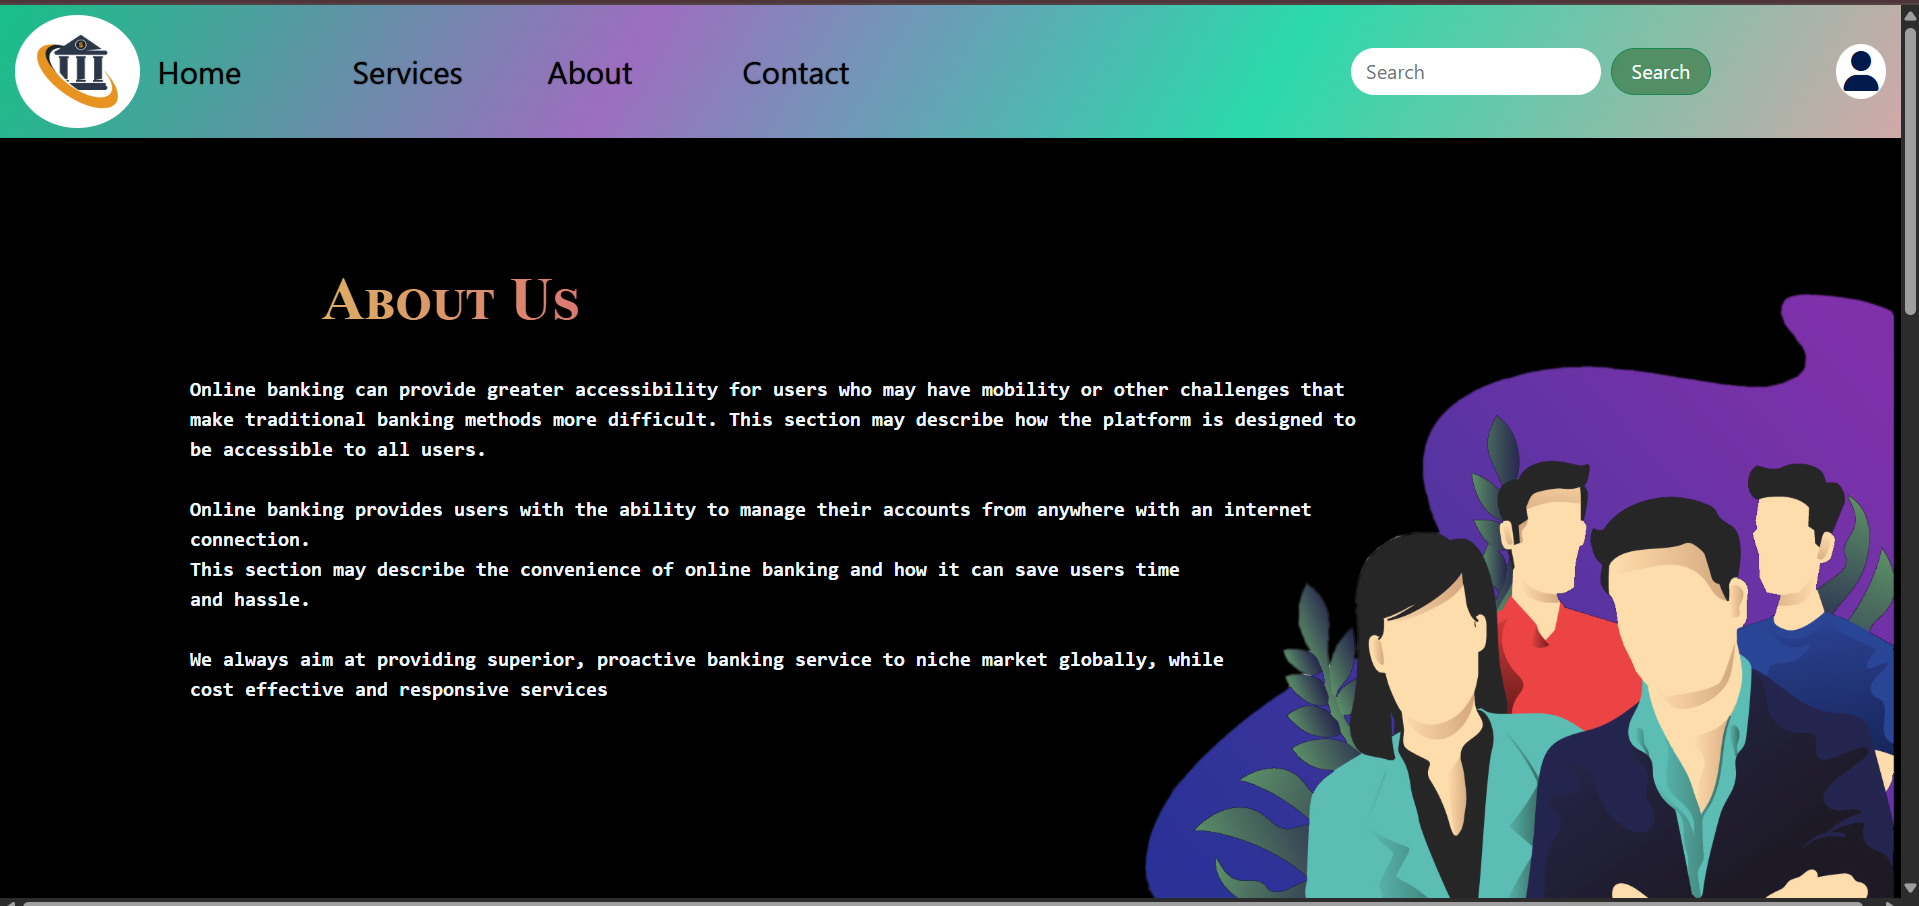 Home Services About Contact Search Search
About Us
Online banking can provide greater accessibility for users who may have mobility or other challenges that
make traditional banking methods more difficult. This section may describe how the platform is designed to
be accessible to all users.
Online banking provides users with the ability to manage their accounts from anywhere with an internet
connection.
This section may describe the convenience of online banking and how it can save users time
and hassle.
We always aim at providing superior, proactive banking service to niche market globally, while
cost effective and responsive services